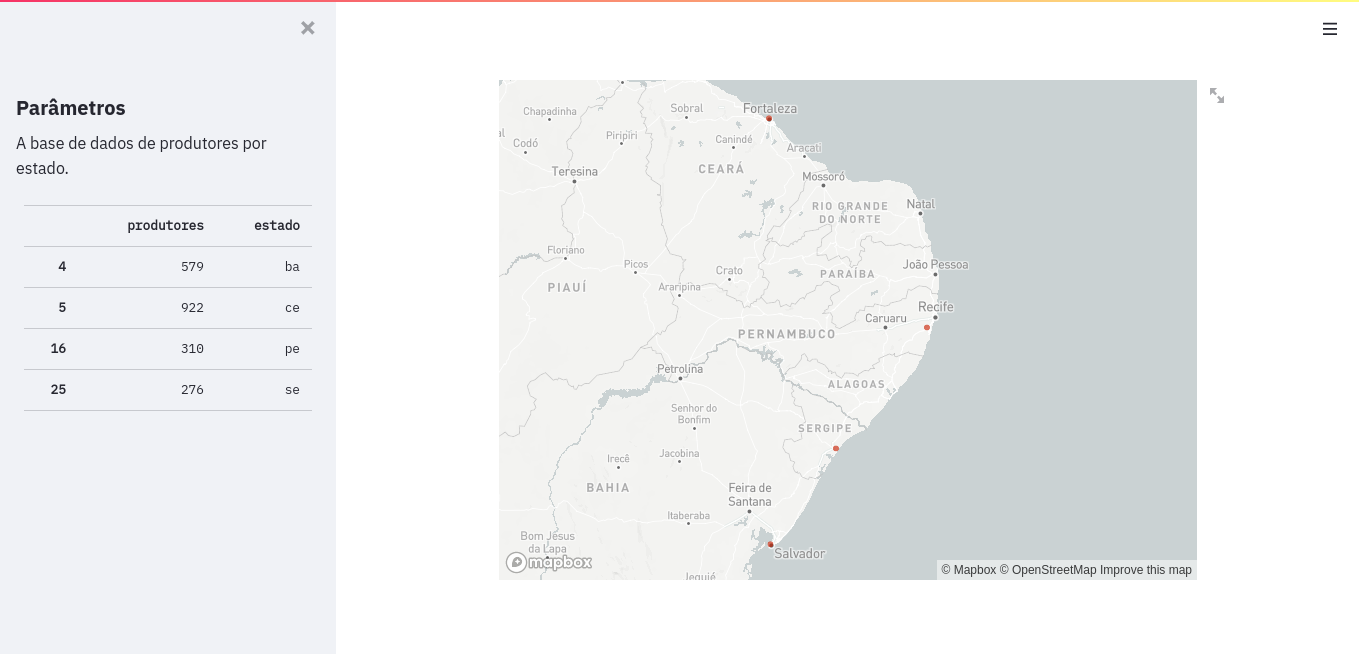 Parâmetros
A base de dados de produtores por
estado.
produtores estado
4 579 ba
5 922 ce
16 310 pe
25 276 se
Fortaleza
Chapadinha
Sobral
Codó
Piripiri
Canindé
Aracati
Teresina
CEARÁ
Mossoró
RIO GRANDE
DO NORTE
Natal
Floriano
Picos
Crato
PARAÍBA
João Pessoa
PIAUÍ
Araripina
Recife
Caruaru
PERNAMBUCO
Petrolina
ALAGOAS
Senhor do
Bonfim
SERGIPE
Irecê
Jacobina
BAHIA
Feira de
Santana
Itaberaba
Bom Jesus
da Lapa
Salvador
mapbox
© Mapbox © OpenStreetMap Improve this map